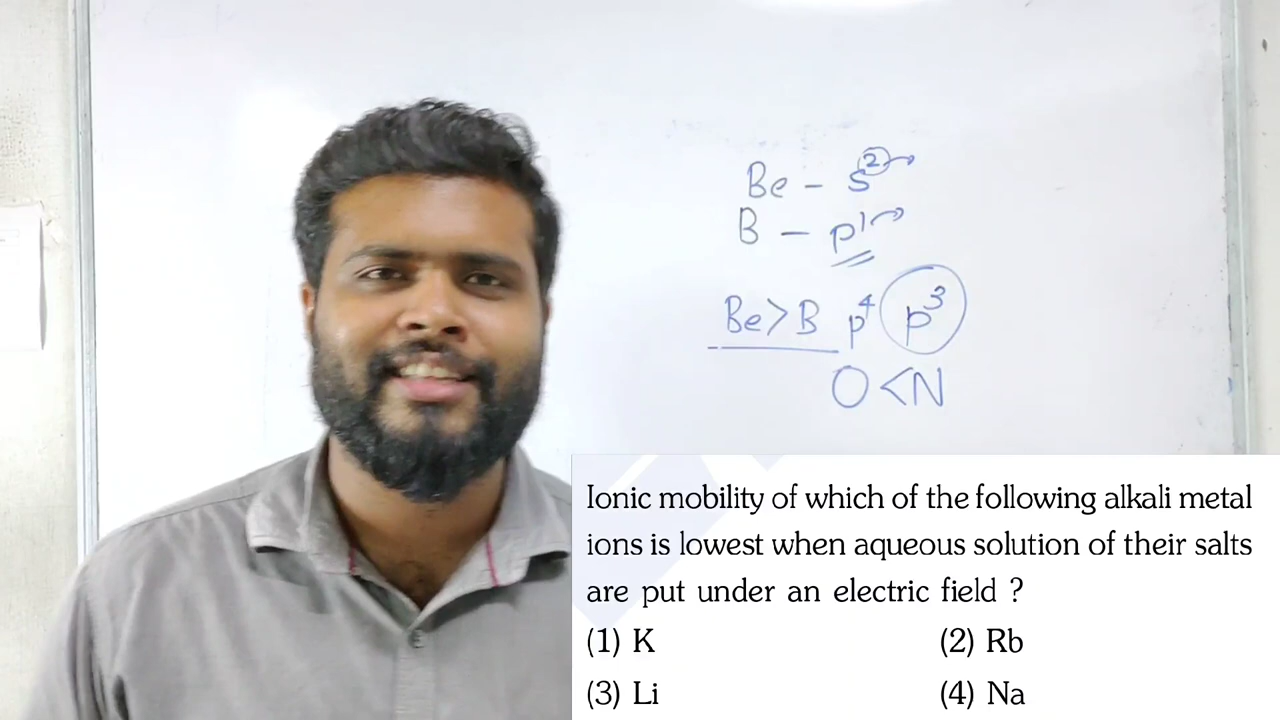 Be - s²
B - p¹
Be > B p⁴ p³
O < N
Ionic mobility of which of the following alkali metal
ions is lowest when aqueous solution of their salts
are put under an electric field ?
(1) K (2) Rb
(3) Li (4) Na